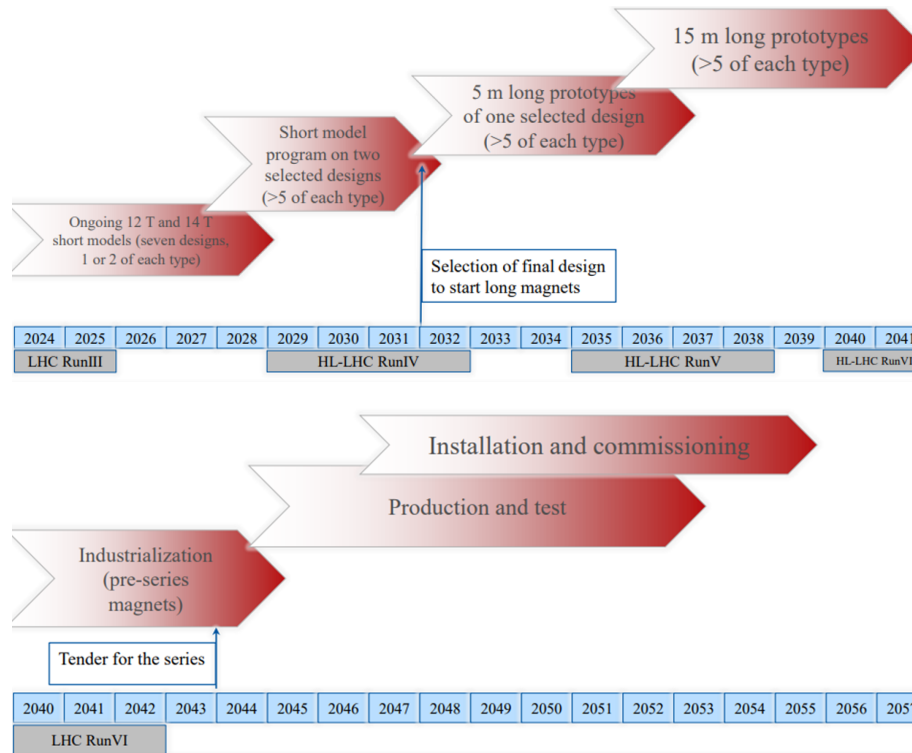 15 m long prototypes
(>5 of each type)
5 m long prototypes
of one selected design
(>5 of each type)
Short model
program on two
selected designs
(>5 of each type)
Ongoing 12 T and 14 T
short models (seven designs,
1 or 2 of each type)
Selection of final design
to start long magnets
2024 2025 2026 2027 2028 2029 2030 2031 2032 2033 2034 2035 2036 2037 2038 2039 2040 2041
LHC RunIII HL-LHC RunIV HL-LHC RunV HL-LHC RunVI
Installation and commissioning
Production and test
Industrialization
(pre-series
magnets)
Tender for the series
2040 2041 2042 2043 2044 2045 2046 2047 2048 2049 2050 2051 2052 2053 2054 2055 2056 2057
LHC RunVI